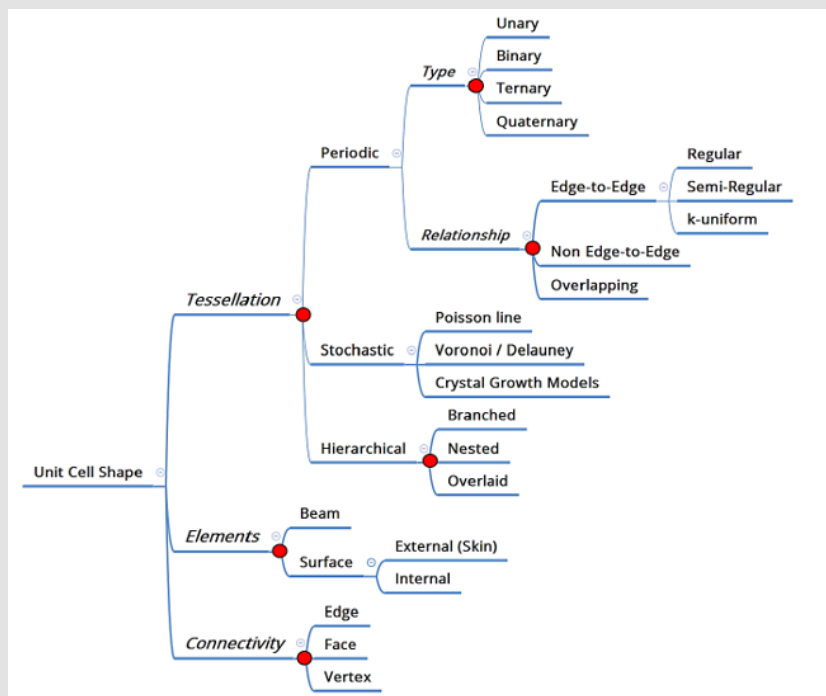 Unary
Binary
Type
Ternary
Quaternary
Periodic
Regular
Edge-to-Edge
Semi-Regular
k-uniform
Relationship
Non Edge-to-Edge
Overlapping
Tessellation
Poisson line
Stochastic
Voronoi / Delauney
Crystal Growth Models
Branched
Hierarchical
Nested
Overlaid
Unit Cell Shape
Beam
Elements
External (Skin)
Surface
Internal
Edge
Connectivity
Face
Vertex